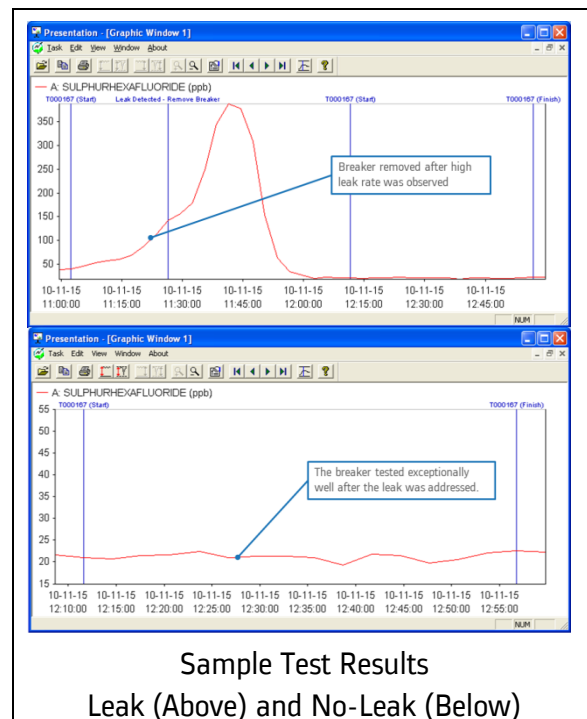 Presentation - [Graphic Window 1]
Task Edit View Window About
A: SULPHURHEXAFLUORIDE (ppb)
T000167 (Start) Leak Detected - Remove Breaker T000167 (Start) T000167 (Finish)
350
300
250
200
150
100
50
Breaker removed after high
leak rate was observed
10-11-15 10-11-15 10-11-15 10-11-15 10-11-15 10-11-15 10-11-15 10-11-15
11:00:00 11:15:00 11:30:00 11:45:00 12:00:00 12:15:00 12:30:00 12:45:00
NUM
Presentation - [Graphic Window 1]
Task Edit View Window About
A: SULPHURHEXAFLUORIDE (ppb)
T000167 (Start) T000167 (Finish)
55
50
45
40
35
30
25
20
15
The breaker tested exceptionally
well after the leak was addressed.
10-11-15 10-11-15 10-11-15 10-11-15 10-11-15 10-11-15 10-11-15 10-11-15 10-11-15 10-11-15
12:10:00 12:15:00 12:20:00 12:25:00 12:30:00 12:35:00 12:40:00 12:45:00 12:50:00 12:55:00
NUM
Sample Test Results
Leak (Above) and No-Leak (Below)